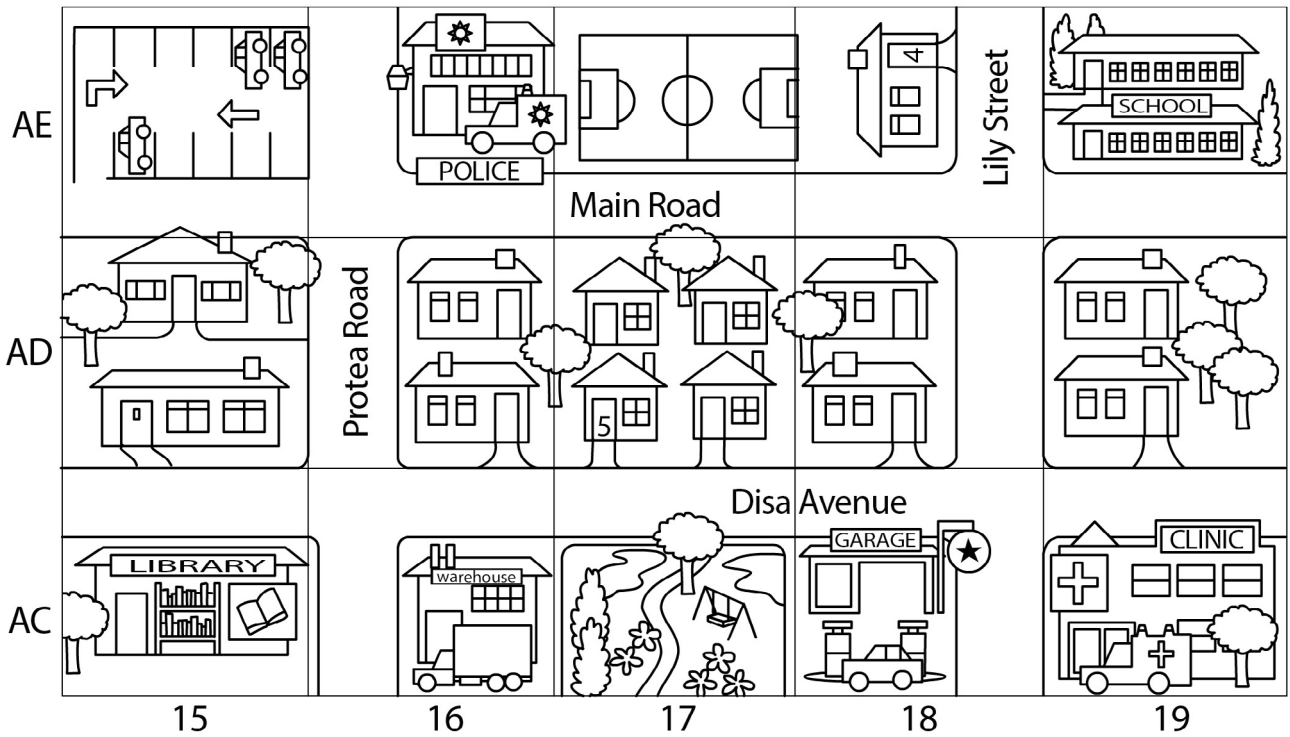 AE
4
Lily Street
SCHOOL
POLICE
Main Road
AD
Protea Road
5
Disa Avenue
LIBRARY
warehouse
GARAGE
CLINIC
AC
15 16 17 18 19